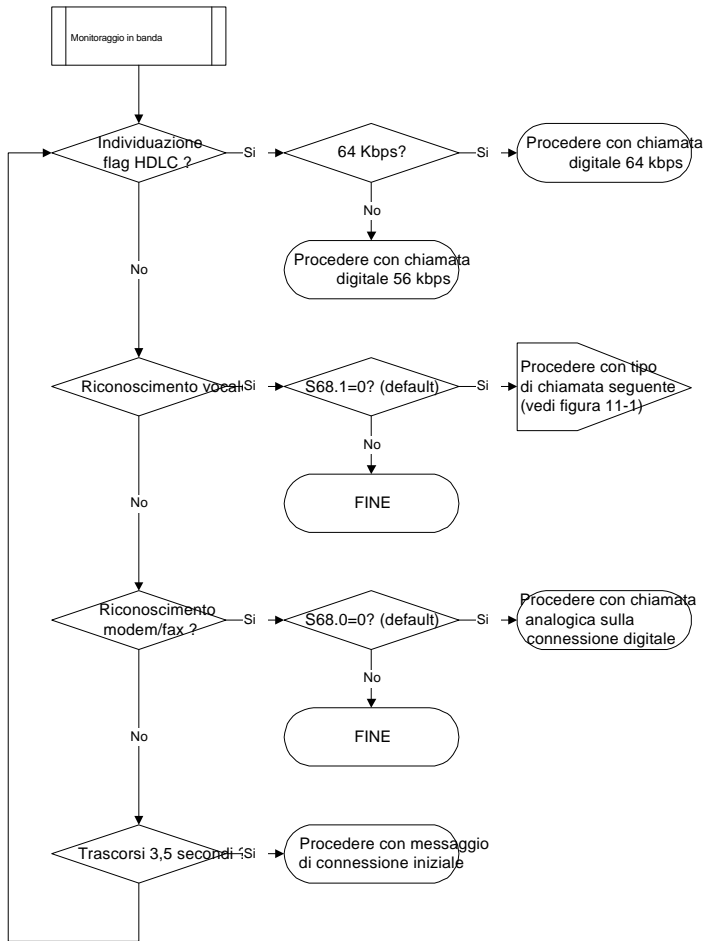 Monitoraggio in banda
Individuazione
flag HDLC ?
Si
64 Kbps?
Si
Procedere con chiamata
digitale 64 kbps
No
Procedere con chiamata
digitale 56 kbps
No
Riconoscimento vocal
Si
S68.1=0? (default)
Si
Procedere con tipo
di chiamata seguente
(vedi figura 11-1)
No
FINE
No
Riconoscimento
modem/fax ?
Si
S68.0=0? (default)
Si
Procedere con chiamata
analogica sulla
connessione digitale
No
FINE
No
Trascorsi 3,5 secondi ?
Si
Procedere con messaggio
di connessione iniziale